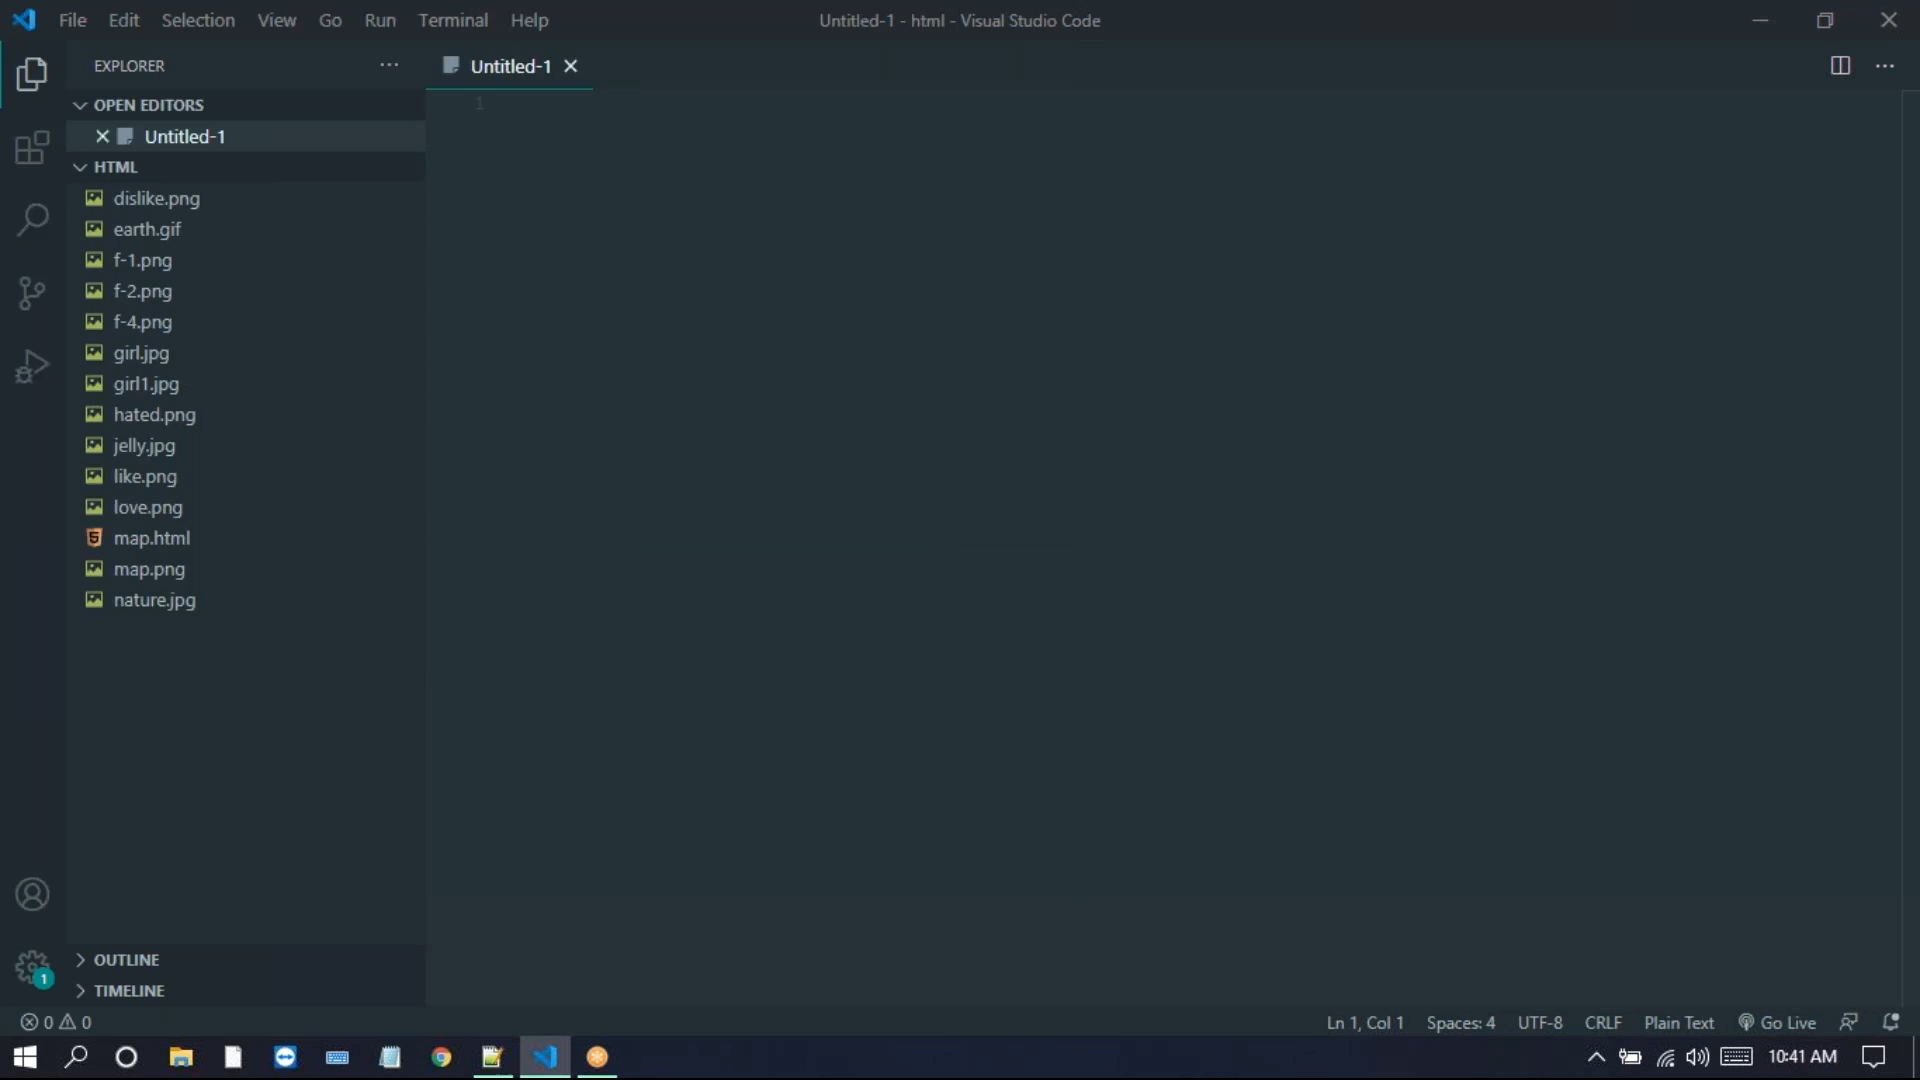 File Edit Selection View Go Run Terminal Help
Untitled-1 - html - Visual Studio Code
EXPLORER
Untitled-1
OPEN EDITORS
1
Untitled-1
HTML
dislike.png
earth.gif
f-1.png
f-2.png
f-4.png
girl.jpg
girl1.jpg
hated.png
jelly.jpg
like.png
love.png
map.html
map.png
nature.jpg
OUTLINE
1
TIMELINE
0 0
Ln 1, Col 1 Spaces: 4 UTF-8 CRLF Plain Text Go Live
10:41 AM